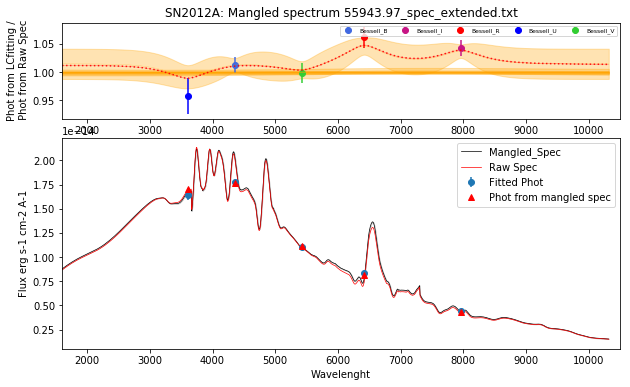 SN2012A: Mangled spectrum 55943.97_spec_extended.txt
Phot from LCfitting /
Phot from Raw Spec
1.05
1.00
0.95
Bessell_B
Bessell_I
Bessell_R
Bessell_U
Bessell_V
2000 3000 4000 5000 6000 7000 8000 9000 10000
1e−14
Flux erg s-1 cm-2 A-1
2.00
1.75
1.50
1.25
1.00
0.75
0.50
0.25
Mangled_Spec
Raw Spec
Fitted Phot
Phot from mangled spec
2000 3000 4000 5000 6000 7000 8000 9000 10000
Wavelenght